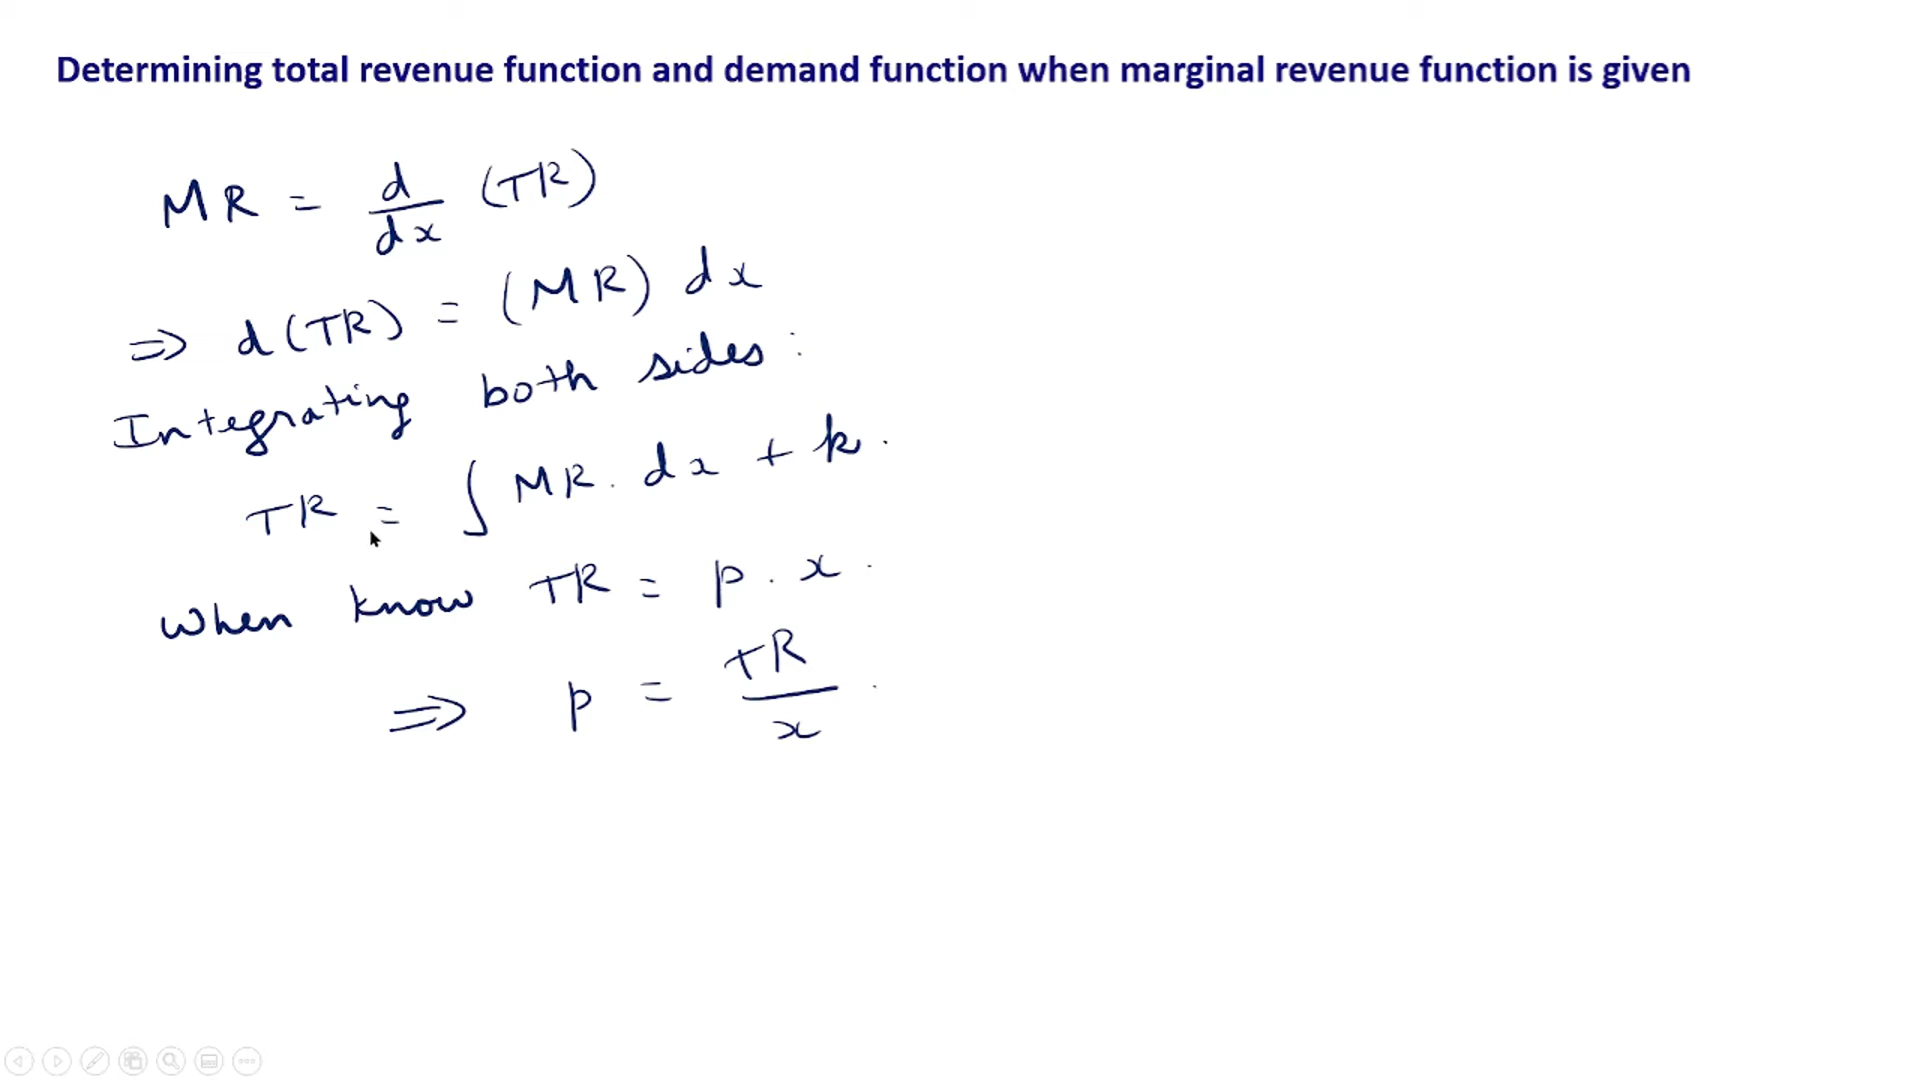 Determining total revenue function and demand function when marginal revenue function is given
MR = d/dx (TR)
⇒ d(TR) = (MR) dx
Integrating both sides :
TR = ∫ MR . dx + k .
When know TR = p . x .
⇒ p = TR/x .